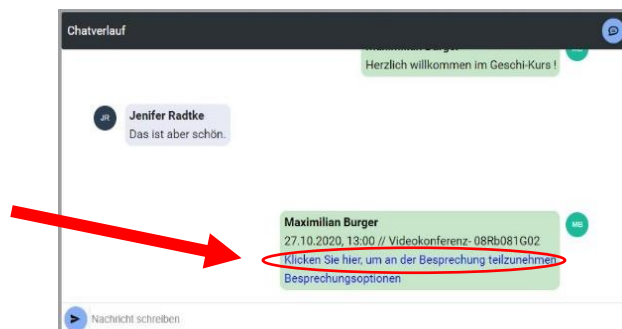 Chatverlauf
Herzlich willkommen im Geschi-Kurs !
JR
Jenifer Radtke
Das ist aber schön.
Maximilian Burger
27.10.2020, 13:00 // Videokonferenz- 08Rb081G02
Klicken Sie hier, um an der Besprechung teilzunehmen
Besprechungsoptionen
Nachricht schreiben